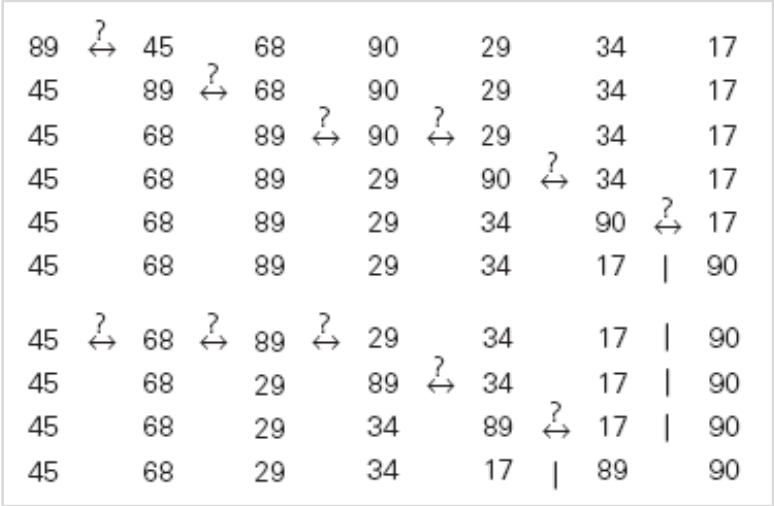 89 ?↔ 45 68 90 29 34 17
45 89 ?↔ 68 90 29 34 17
45 68 89 ?↔ 90 ?↔ 29 34 17
45 68 89 29 90 ?↔ 34 17
45 68 89 29 34 90 ?↔ 17
45 68 89 29 34 17 | 90
45 ?↔ 68 ?↔ 89 ?↔ 29 34 17 | 90
45 68 29 89 ?↔ 34 17 | 90
45 68 29 34 89 ?↔ 17 | 90
45 68 29 34 17 | 89 90